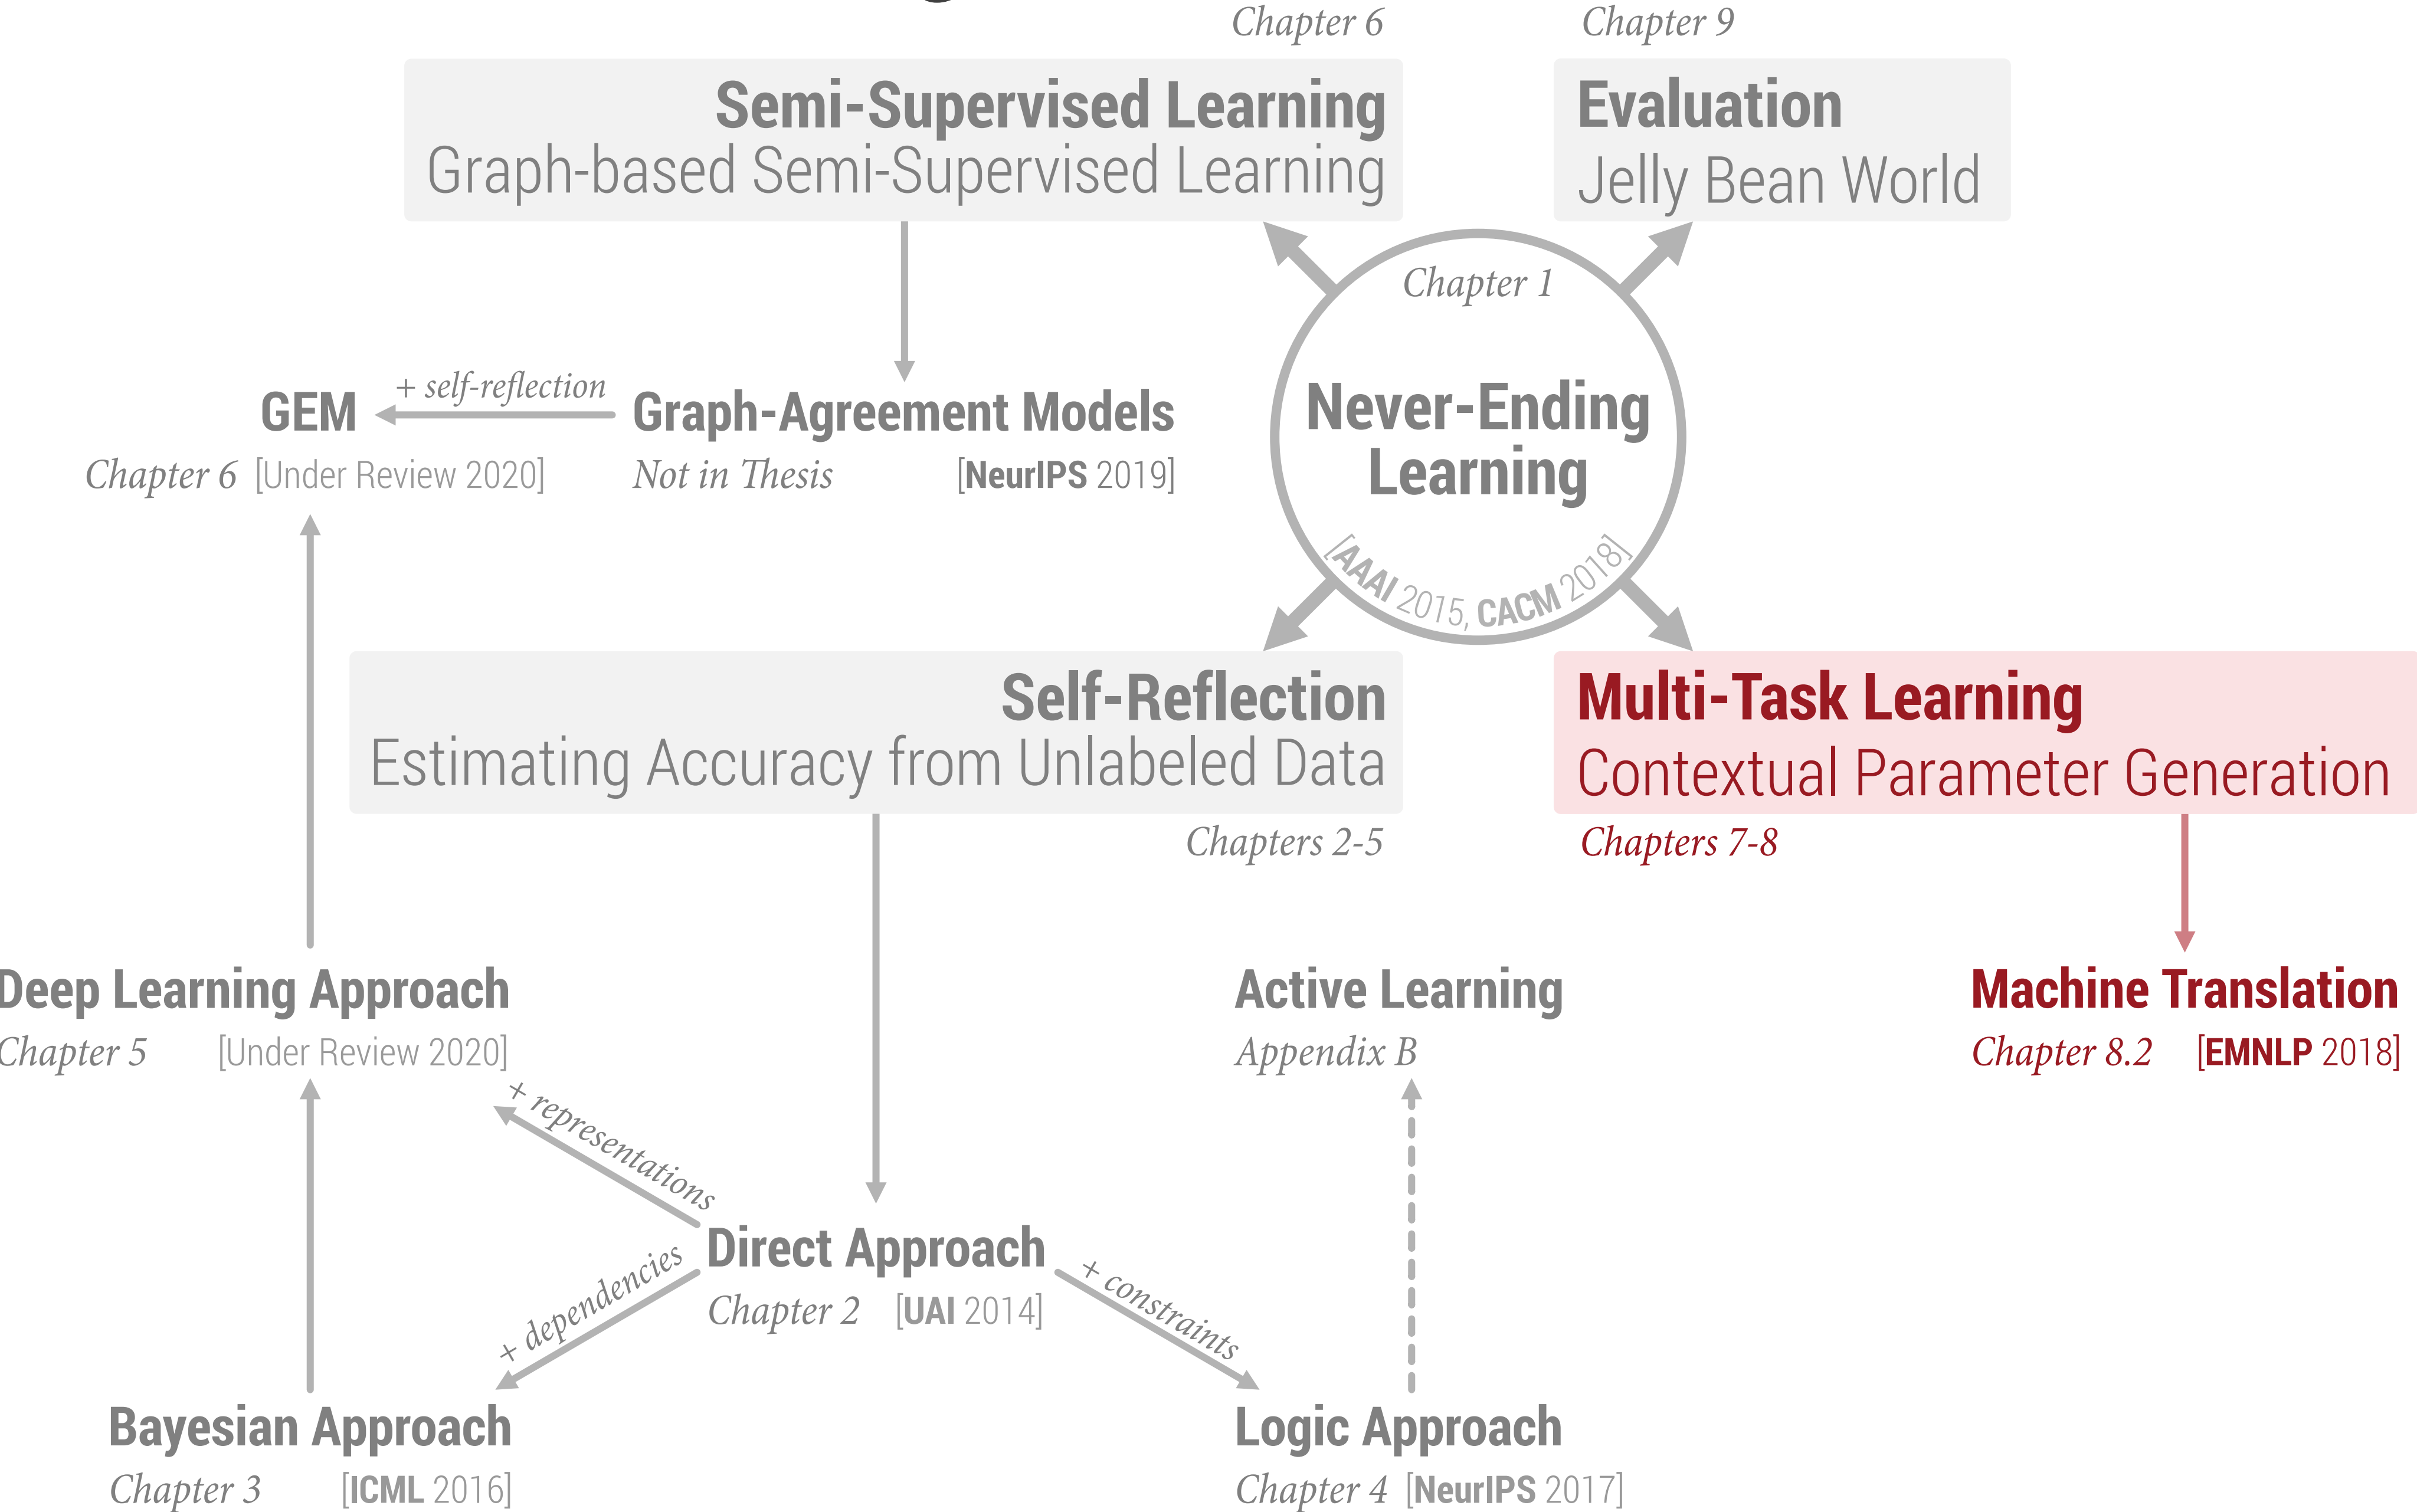 Chapter 6
Chapter 9
Semi-Supervised Learning
Graph-based Semi-Supervised Learning
Evaluation
Jelly Bean World
Chapter 1
Never-Ending
Learning
[AAAI 2015, CACM 2018]
GEM
+ self-reflection
Graph-Agreement Models
Chapter 6 [Under Review 2020]
Not in Thesis [NeurIPS 2019]
Self-Reflection
Estimating Accuracy from Unlabeled Data
Chapters 2-5
Multi-Task Learning
Contextual Parameter Generation
Chapters 7-8
Deep Learning Approach
Chapter 5 [Under Review 2020]
Active Learning
Appendix B
Machine Translation
Chapter 8.2 [EMNLP 2018]
+ representations
Direct Approach
Chapter 2 [UAI 2014]
+ dependencies
+ constraints
Bayesian Approach
Chapter 3 [ICML 2016]
Logic Approach
Chapter 4 [NeurIPS 2017]